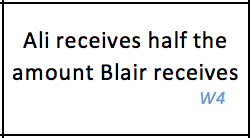 Ali receives half the
amount Blair receives
W4